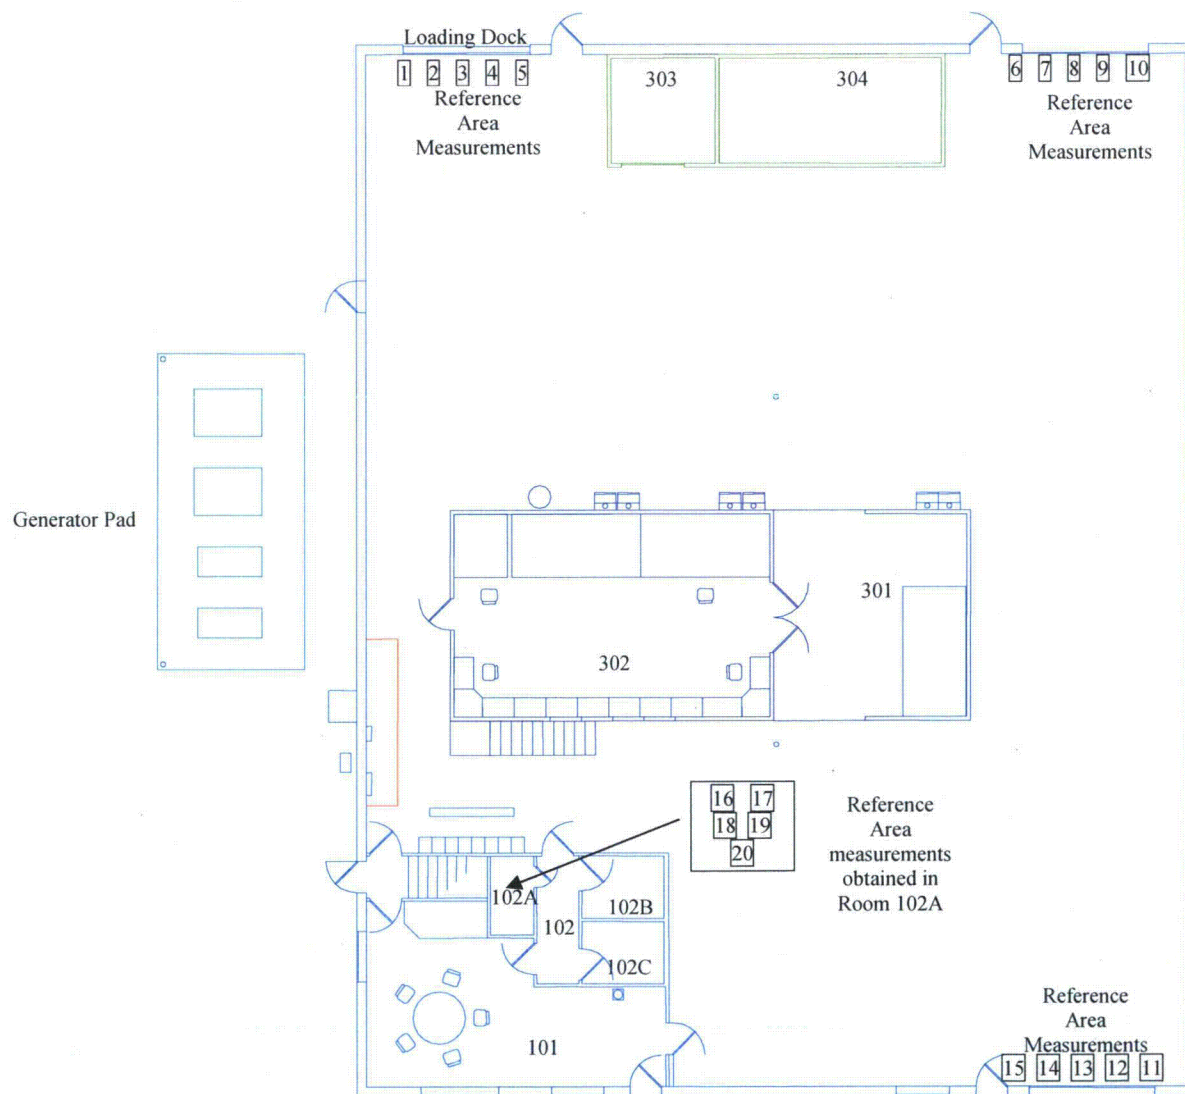 Loading Dock
1 2 3 4 5
Reference
Area
Measurements
303
304
6 7 8 9 10
Reference
Area
Measurements
Generator Pad
301
302
16 17
18 19
20
Reference
Area
measurements
obtained in
Room 102A
102A
102B
102
102C
101
Reference
Area
Measurements
15 14 13 12 11